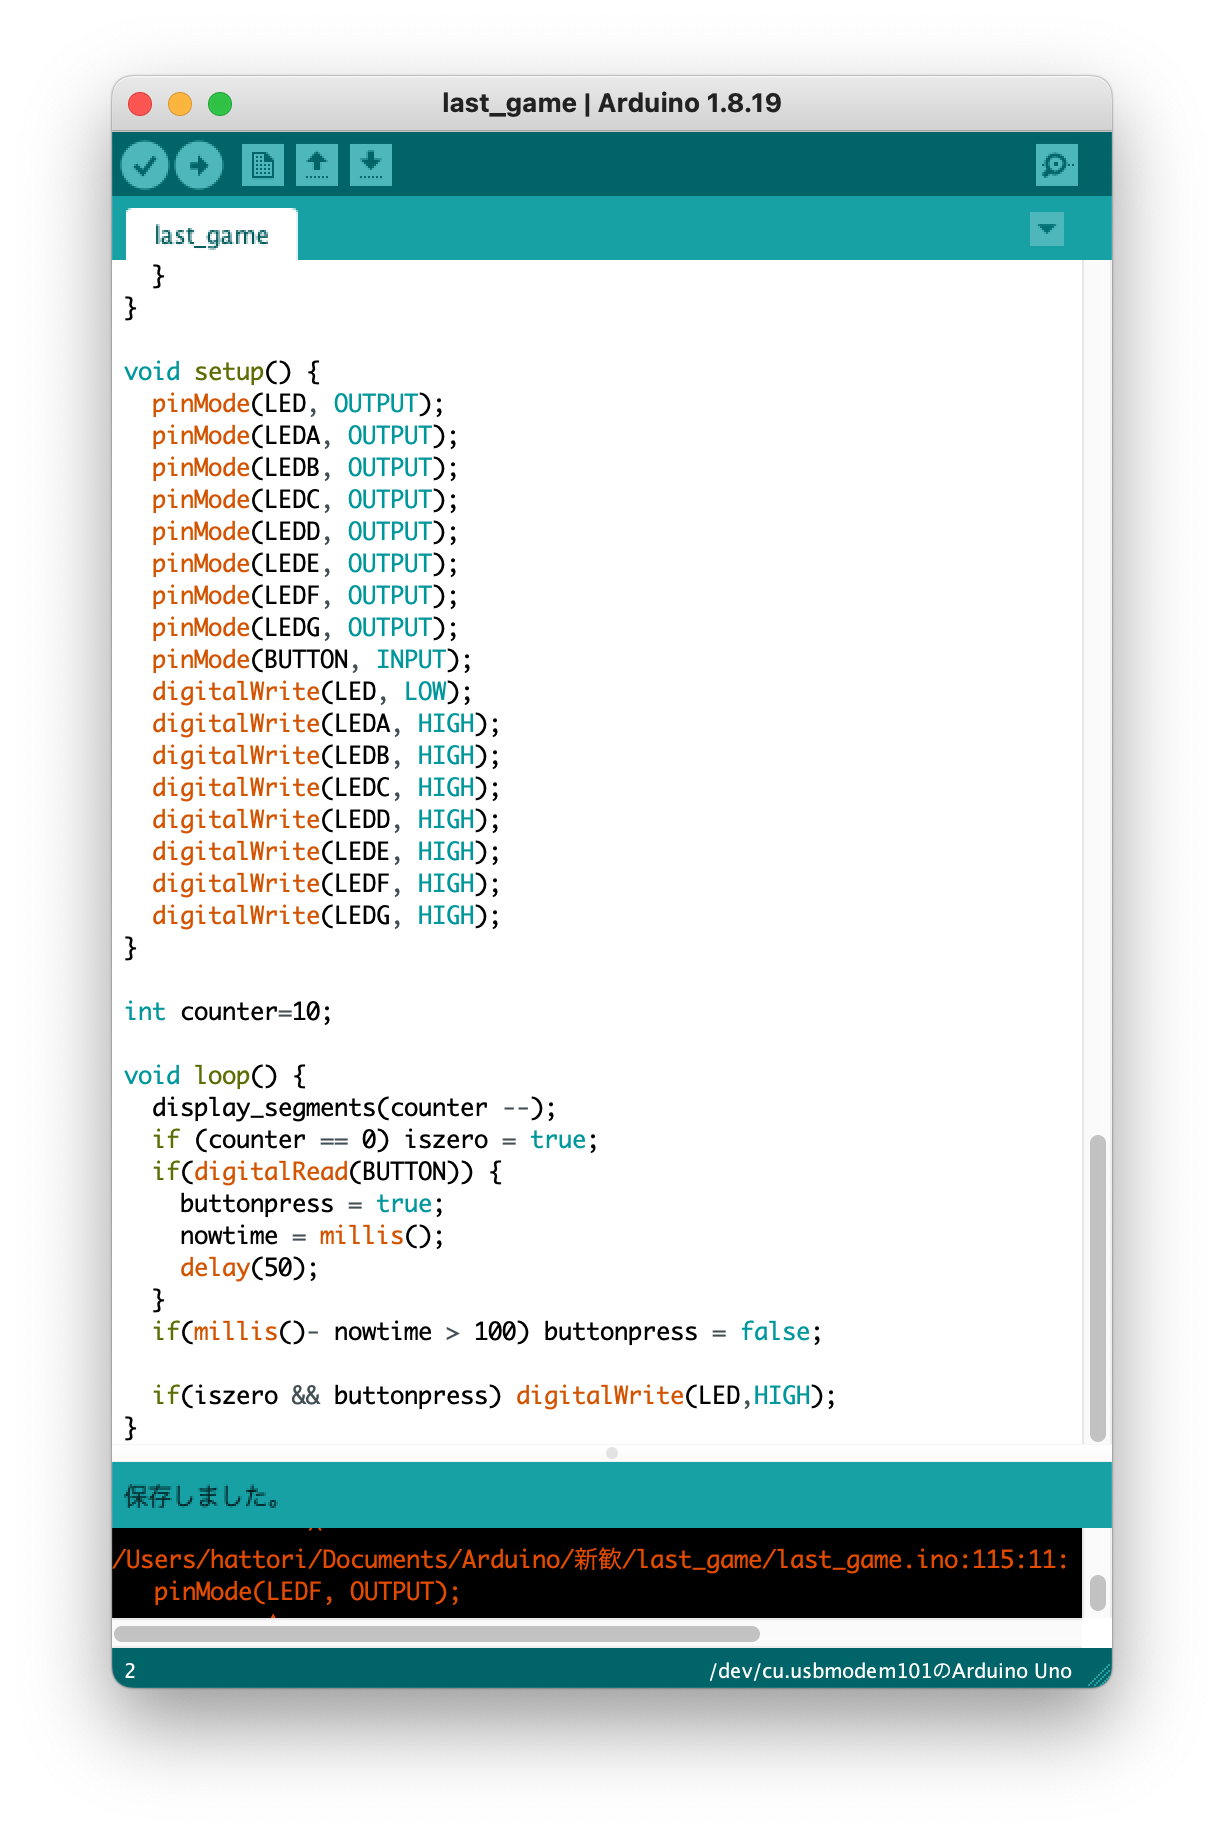 last_game | Arduino 1.8.19
last_game
  }
}

void setup() {
  pinMode(LED, OUTPUT);
  pinMode(LEDA, OUTPUT);
  pinMode(LEDB, OUTPUT);
  pinMode(LEDC, OUTPUT);
  pinMode(LEDD, OUTPUT);
  pinMode(LEDE, OUTPUT);
  pinMode(LEDF, OUTPUT);
  pinMode(LEDG, OUTPUT);
  pinMode(BUTTON, INPUT);
  digitalWrite(LED, LOW);
  digitalWrite(LEDA, HIGH);
  digitalWrite(LEDB, HIGH);
  digitalWrite(LEDC, HIGH);
  digitalWrite(LEDD, HIGH);
  digitalWrite(LEDE, HIGH);
  digitalWrite(LEDF, HIGH);
  digitalWrite(LEDG, HIGH);
}

int counter=10;

void loop() {
  display_segments(counter --);
  if (counter == 0) iszero = true;
  if(digitalRead(BUTTON)) {
    buttonpress = true;
    nowtime = millis();
    delay(50);
  }
  if(millis()- nowtime > 100) buttonpress = false;

  if(iszero && buttonpress) digitalWrite(LED,HIGH);
}
保存しました。
/Users/hattori/Documents/Arduino/新歓/last_game/last_game.ino:115:11:
   pinMode(LEDF, OUTPUT);
2
/dev/cu.usbmodem101のArduino Uno